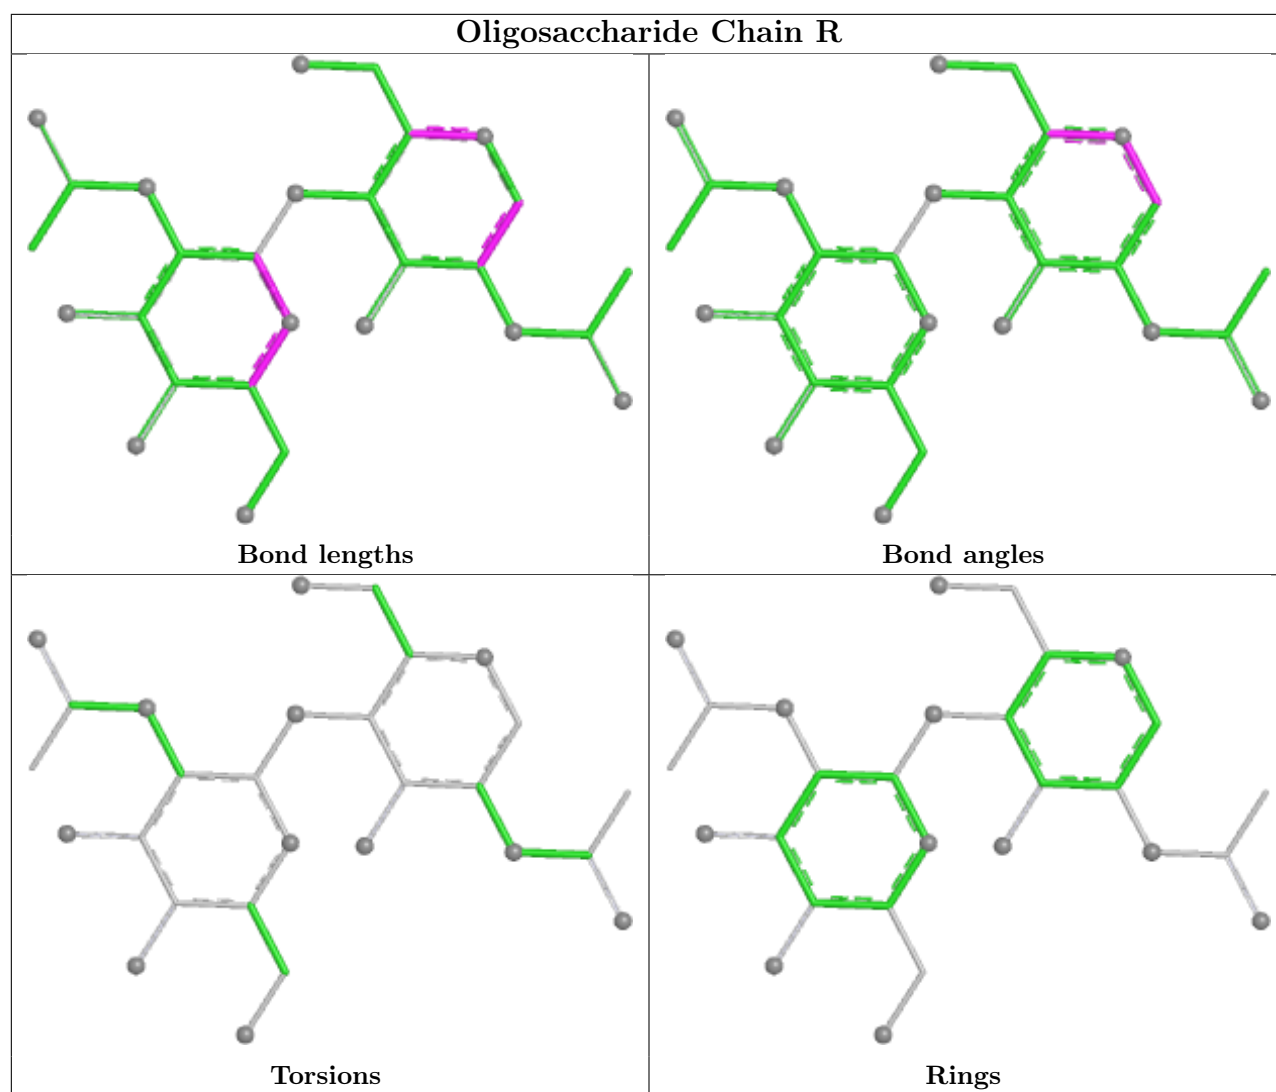 Oligosaccharide Chain R
Bond lengths
Bond angles
Torsions
Rings